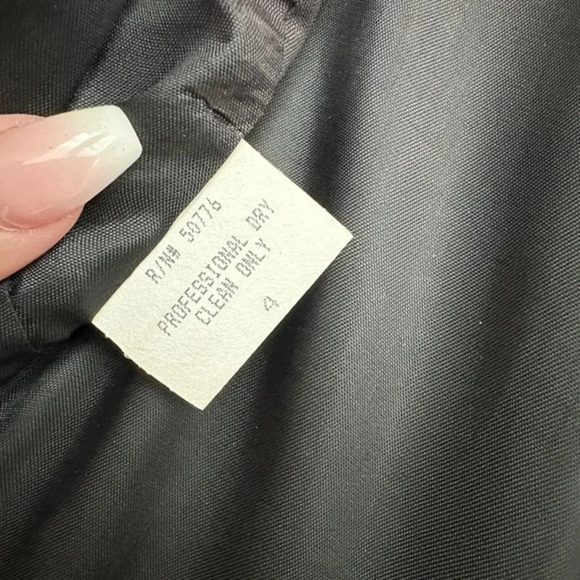 R/N# 50776
PROFESSIONAL DRY
CLEAN ONLY
4